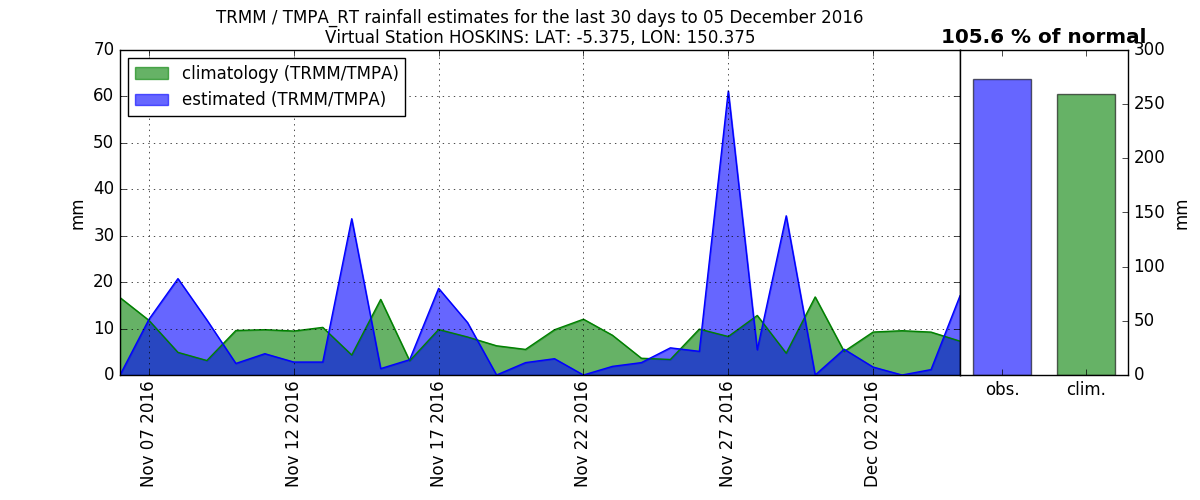 TRMM / TMPA_RT rainfall estimates for the last 30 days to 05 December 2016
Virtual Station HOSKINS: LAT: -5.375, LON: 150.375
105.6 % of normal
climatology (TRMM/TMPA)
estimated (TRMM/TMPA)
70
60
50
40
30
20
10
0
mm
Nov 07 2016
Nov 12 2016
Nov 17 2016
Nov 22 2016
Nov 27 2016
Dec 02 2016
obs.
clim.
300
250
200
150
100
50
0
mm